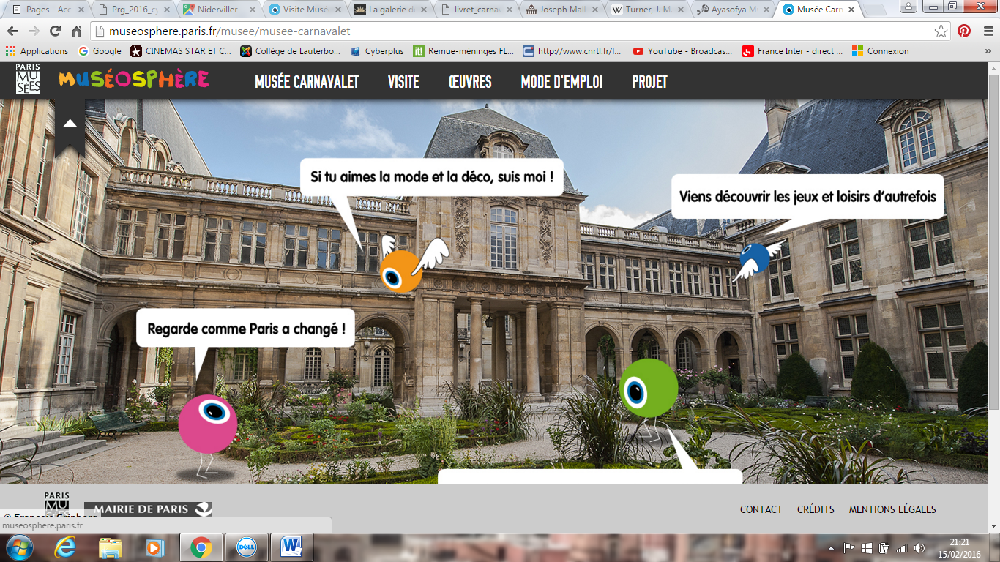 Pages - Acc
Prg_2016_c
Niderviller -
Visite Musé
La galerie d
livret_carna
Joseph Mall
Turner, J. M
Ayasofya M
Musée Carn
museosphere.paris.fr/musee/musee-carnavalet
Applications
Google
CINEMAS STAR ET C...
Collège de Lauterbo...
Cyberplus
Remue-méninges FL...
http://www.cnrtl.fr/l...
YouTube - Broadcas...
France Inter - direct ...
Connexion
»
PARIS
MU
SÉES
MUSÉOSPHÈRE
MUSÉE CARNAVALET
VISITE
ŒUVRES
MODE D'EMPLOI
PROJET
Si tu aimes la mode et la déco, suis moi !
Viens découvrir les jeux et loisirs d'autrefois
Regarde comme Paris a changé !
PARIS
MU
MAIRIE DE PARIS
CONTACT
CRÉDITS
MENTIONS LÉGALES
museosphere.paris.fr
DELL
21:21
15/02/2016